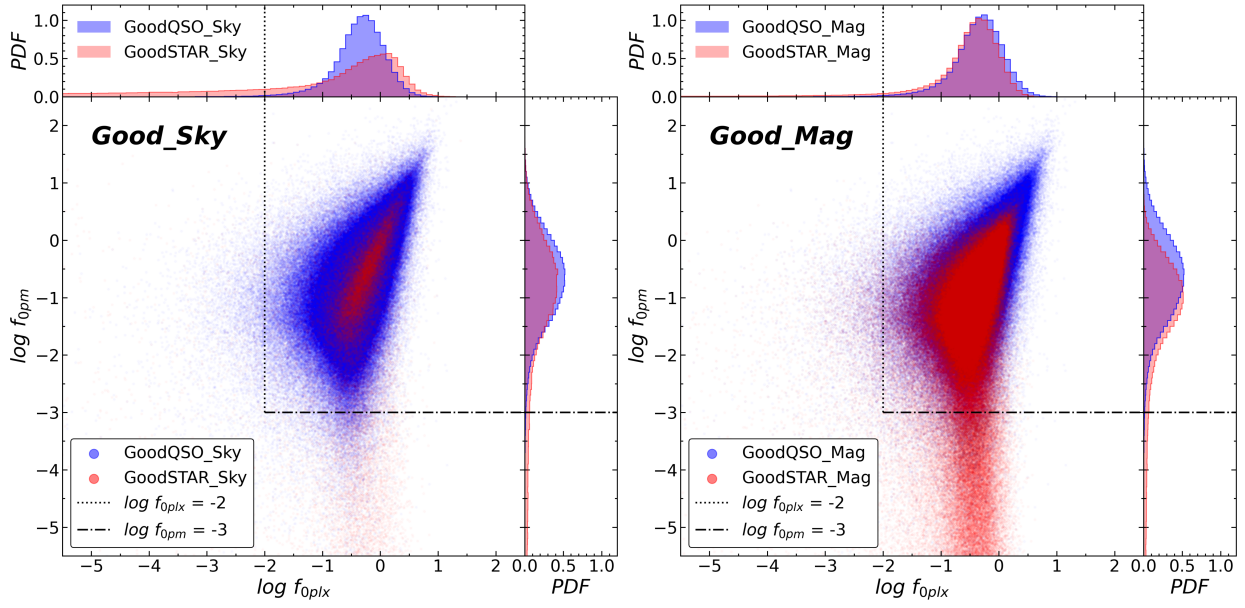 PDF
1.0
0.5
0.0
GoodQSO_Sky
GoodSTAR_Sky
Good_Sky
log f0pm
2
1
0
−1
−2
−3
−4
−5
GoodQSO_Sky
GoodSTAR_Sky
log f0plx = -2
log f0pm = -3
−5 −4 −3 −2 −1 0 1 2
log f0plx
0.0 0.5 1.0
PDF
PDF
1.0
0.5
0.0
GoodQSO_Mag
GoodSTAR_Mag
Good_Mag
log f0pm
2
1
0
−1
−2
−3
−4
−5
GoodQSO_Mag
GoodSTAR_Mag
log f0plx = -2
log f0pm = -3
−5 −4 −3 −2 −1 0 1 2
log f0plx
0.0 0.5 1.0
PDF